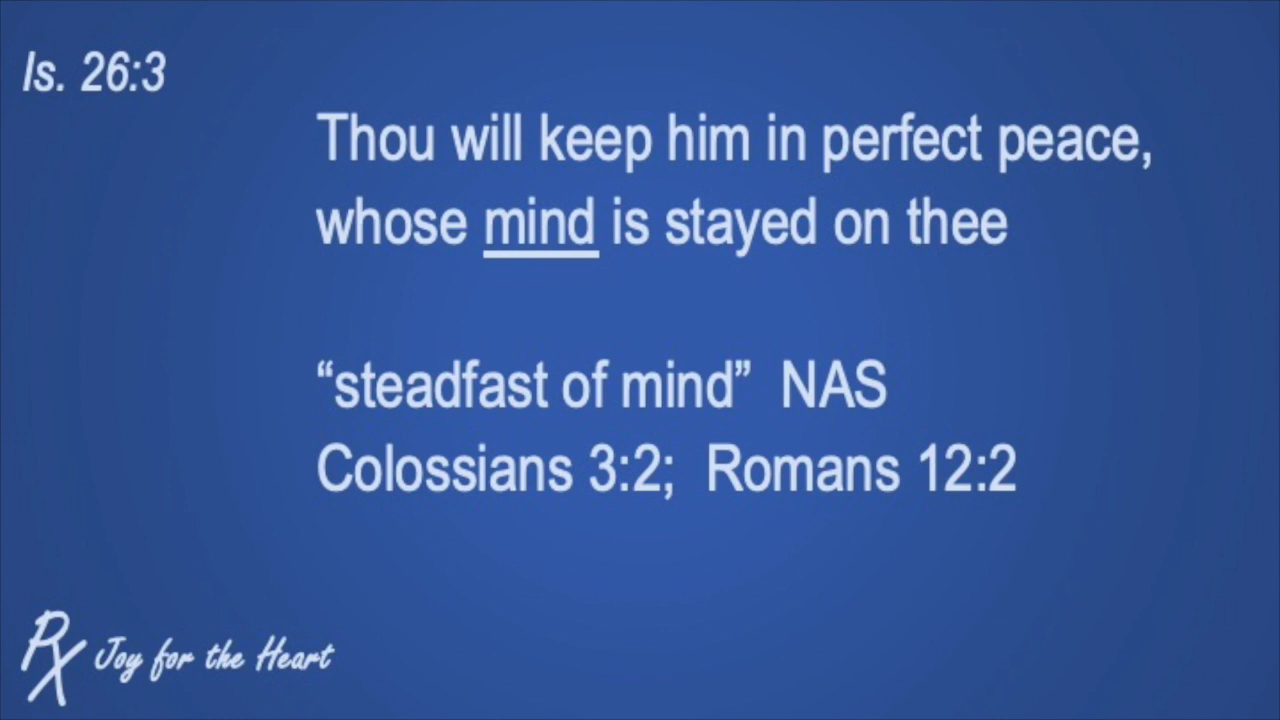 Is. 26:3
Thou will keep him in perfect peace,
whose mind is stayed on thee
“steadfast of mind” NAS
Colossians 3:2; Romans 12:2
Rx Joy for the Heart